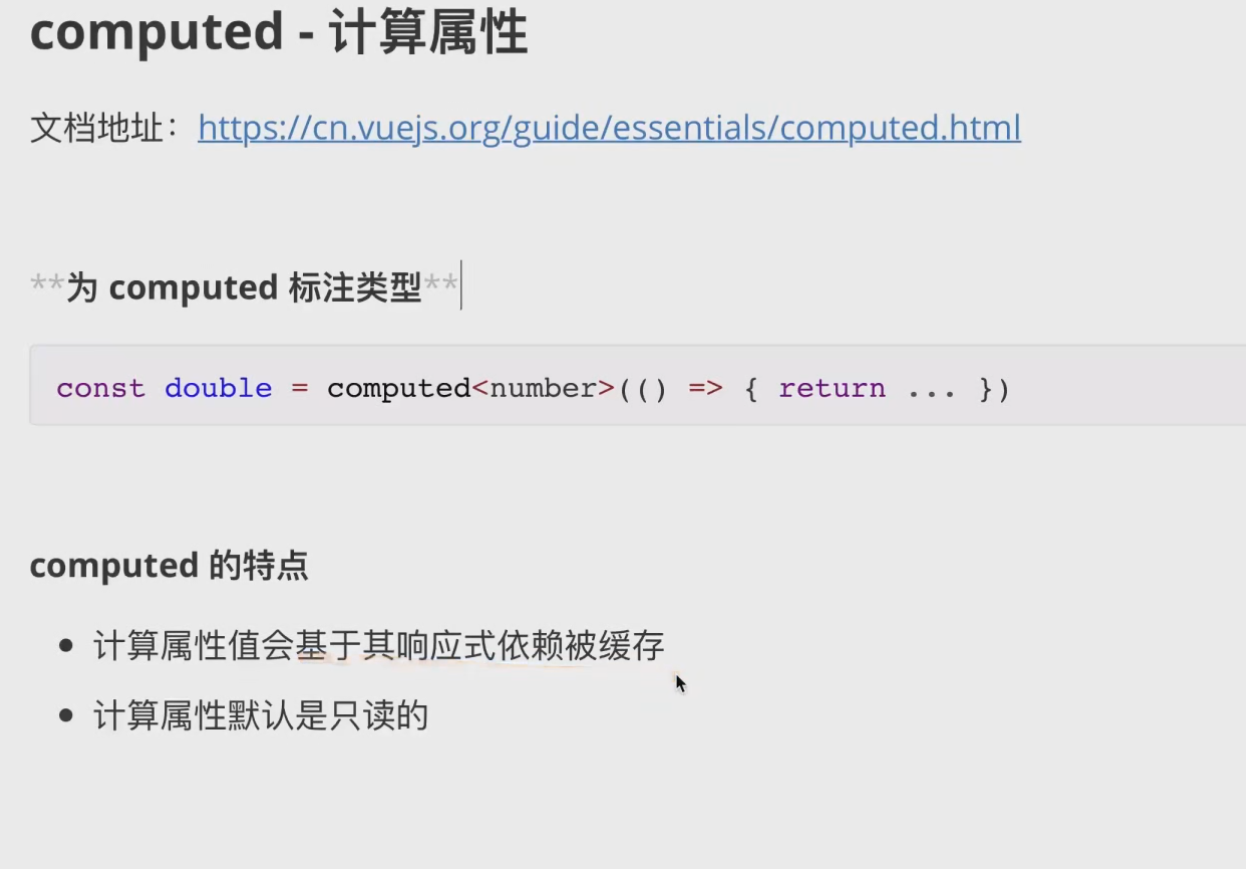 computed - 计算属性
文档地址：https://cn.vuejs.org/guide/essentials/computed.html
**为 computed 标注类型**
const double = computed<number>(() => { return ... })
computed 的特点
• 计算属性值会基于其响应式依赖被缓存
• 计算属性默认是只读的